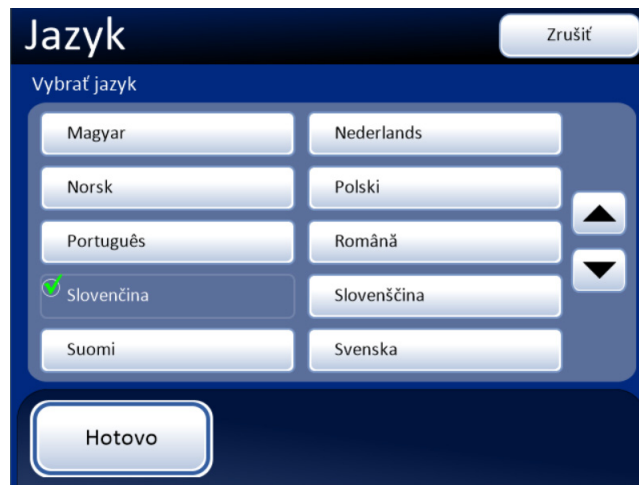 Jazyk
Zrušiť
Vybrať jazyk
Magyar
Nederlands
Norsk
Polski
Português
Română
Slovenčina
Slovenščina
Suomi
Svenska
Hotovo